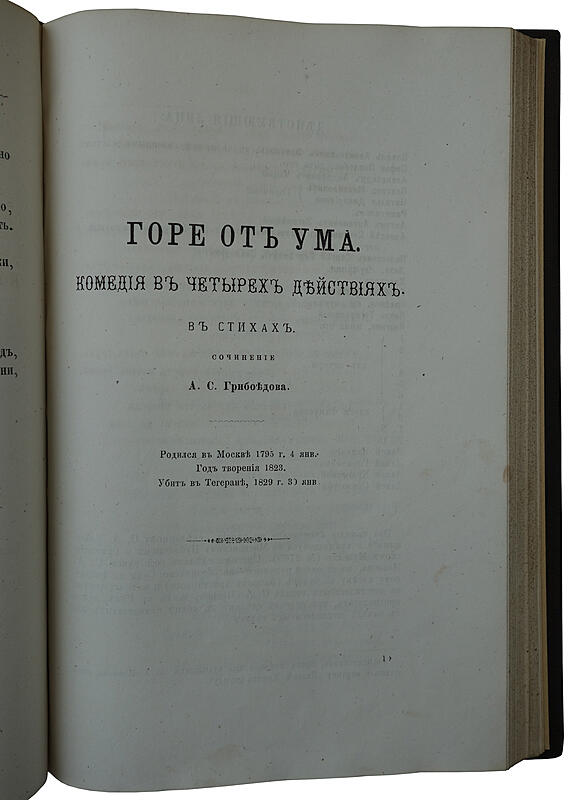 ГОРЕ ОТЪ УМА.
КОМЕДІЯ ВЪ ЧЕТЫРЕХЪ ДѢЙСТВІЯХЪ.
ВЪ СТИХАХЪ.
СОЧИНЕНІЕ
А. С. Грибоѣдова.
Родился въ Москвѣ 1795 г. 4 янв.
Годъ творенія 1823.
Убитъ въ Тегеранѣ, 1829 г. 30 янв